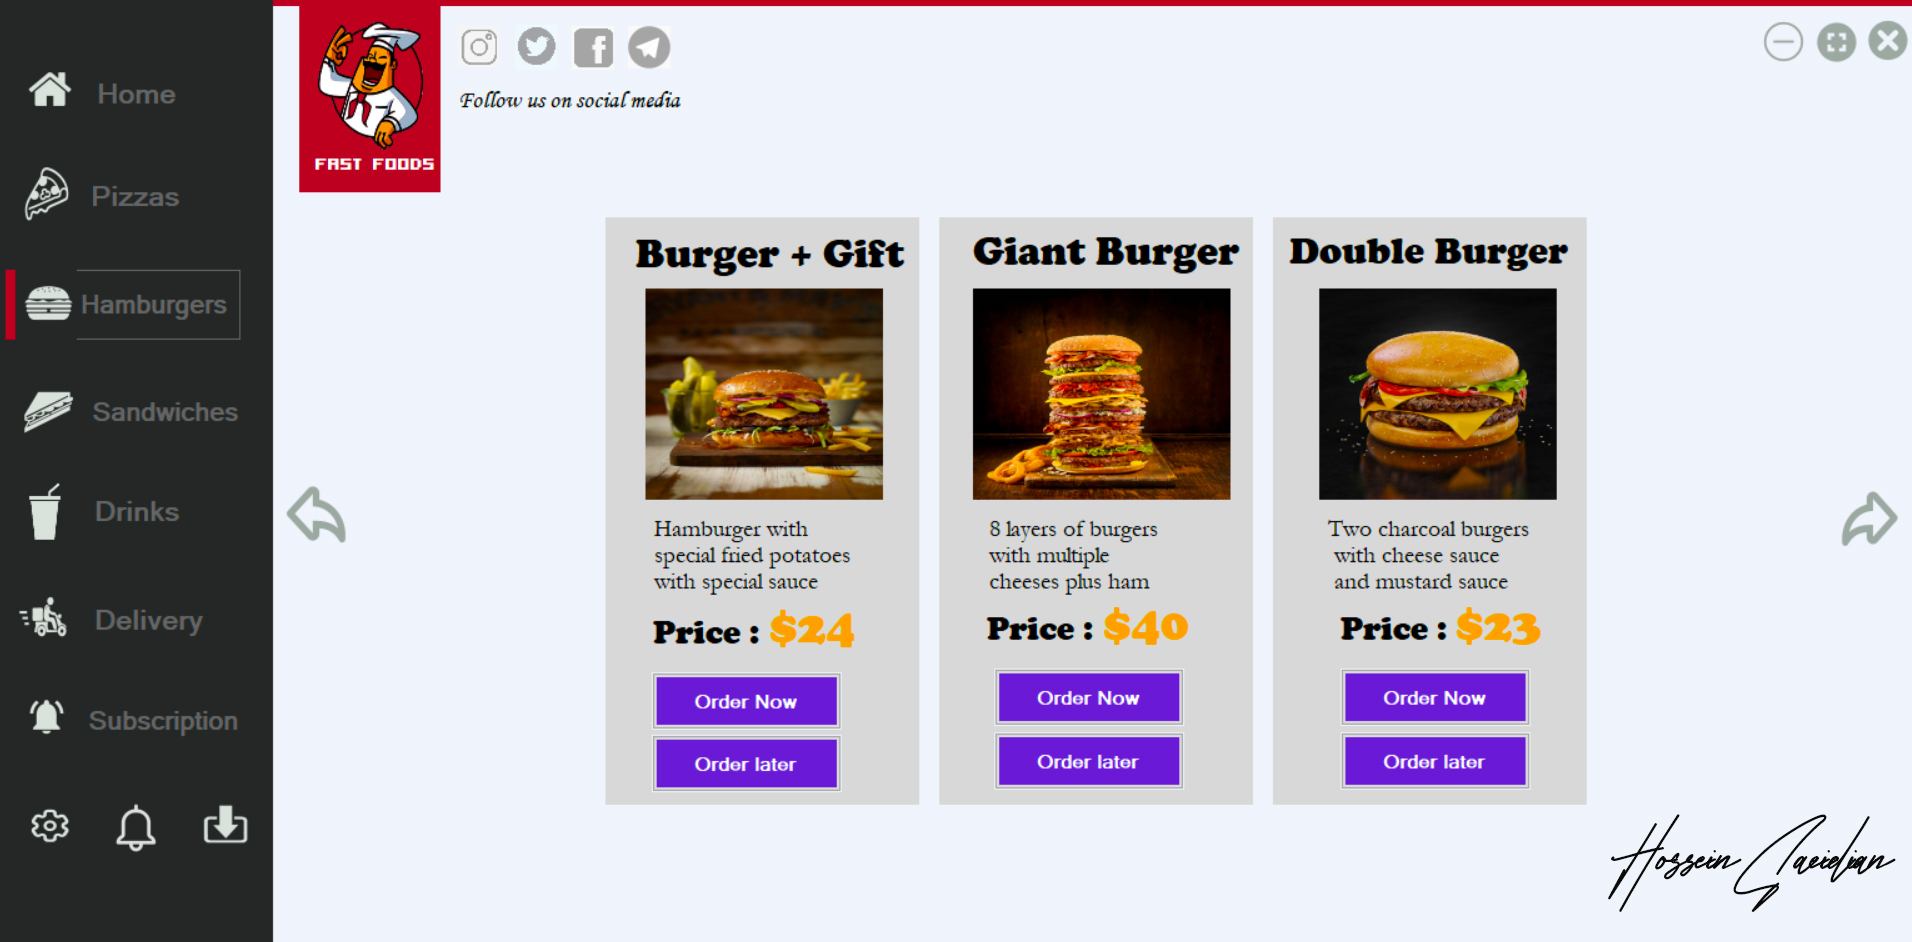 Home
Pizzas
Hamburgers
Sandwiches
Drinks
Delivery
Subscription
FAST FOODS
Follow us on social media
Burger + Gift
Hamburger with
special fried potatoes
with special sauce
Price : $24
Order Now
Order later
Giant Burger
8 layers of burgers
with multiple
cheeses plus ham
Price : $40
Order Now
Order later
Double Burger
Two charcoal burgers
with cheese sauce
and mustard sauce
Price : $23
Order Now
Order later
Hossein